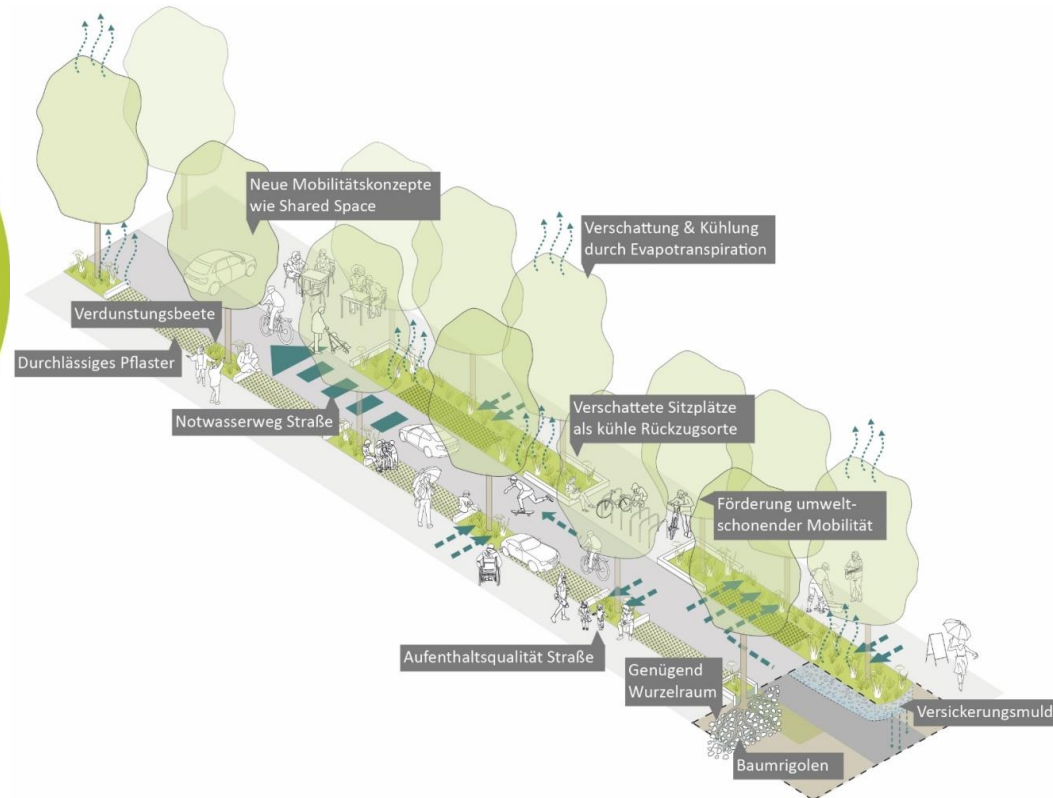 Neue Mobilitätskonzepte
wie Shared Space
Verschattung & Kühlung
durch Evapotranspiration
Verdunstungsbeete
Durchlässiges Pflaster
Notwasserweg Straße
Verschattete Sitzplätze
als kühle Rückzugsorte
Förderung umwelt-
schonender Mobilität
Aufenthaltsqualität Straße
Genügend
Wurzelraum
Versickerungsmuld
Baumrigolen